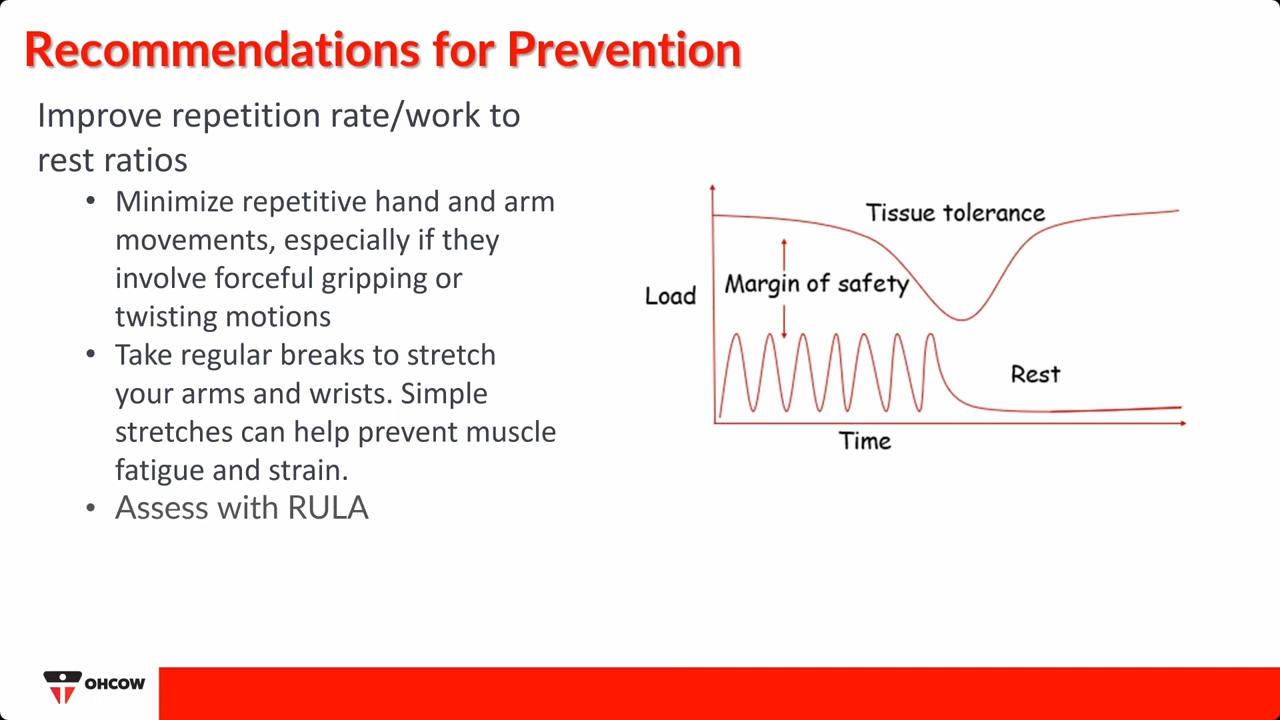 Recommendations for Prevention
Improve repetition rate/work to
rest ratios
• Minimize repetitive hand and arm
movements, especially if they
involve forceful gripping or
twisting motions
• Take regular breaks to stretch
your arms and wrists. Simple
stretches can help prevent muscle
fatigue and strain.
• Assess with RULA
Tissue tolerance
Margin of safety
Load
Rest
Time
OHCOW